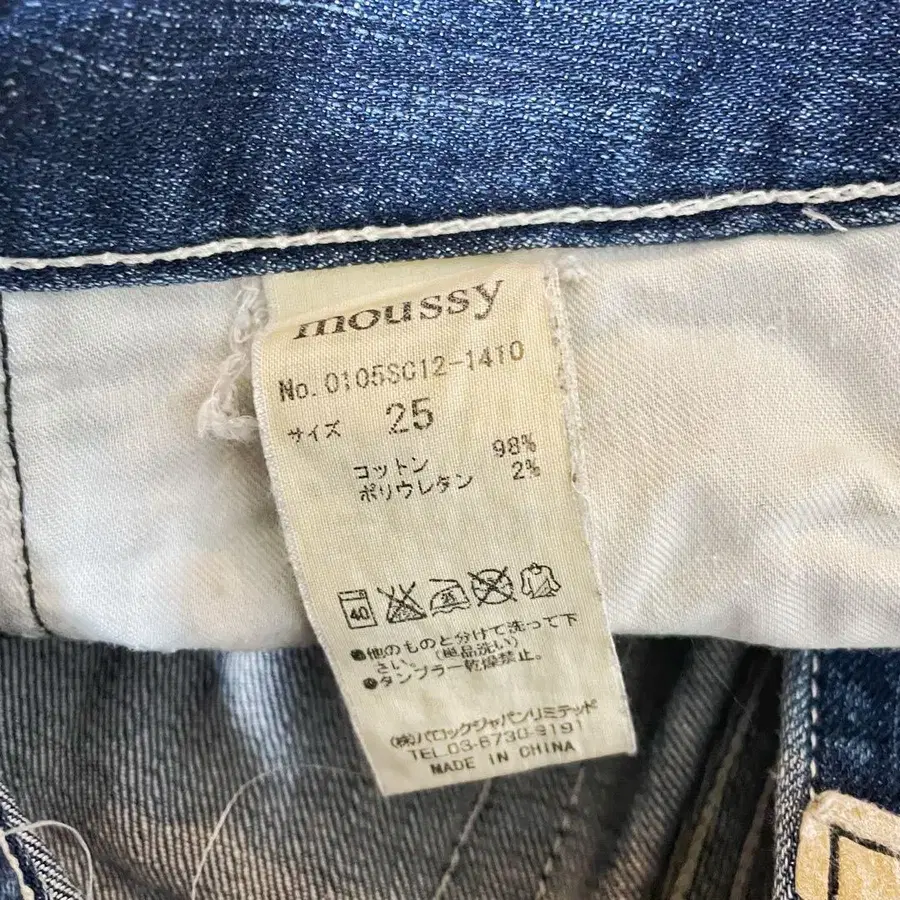 moussy
No. 0105SC12-1410
サイズ 25
コットン 98%
ポリウレタン 2%
40
●他のものと分けて洗って下
さい。(単品洗い)
●タンブラー乾燥禁止。
(株)バロックジャパンリミテッド
TEL.03-6730-9191
MADE IN CHINA